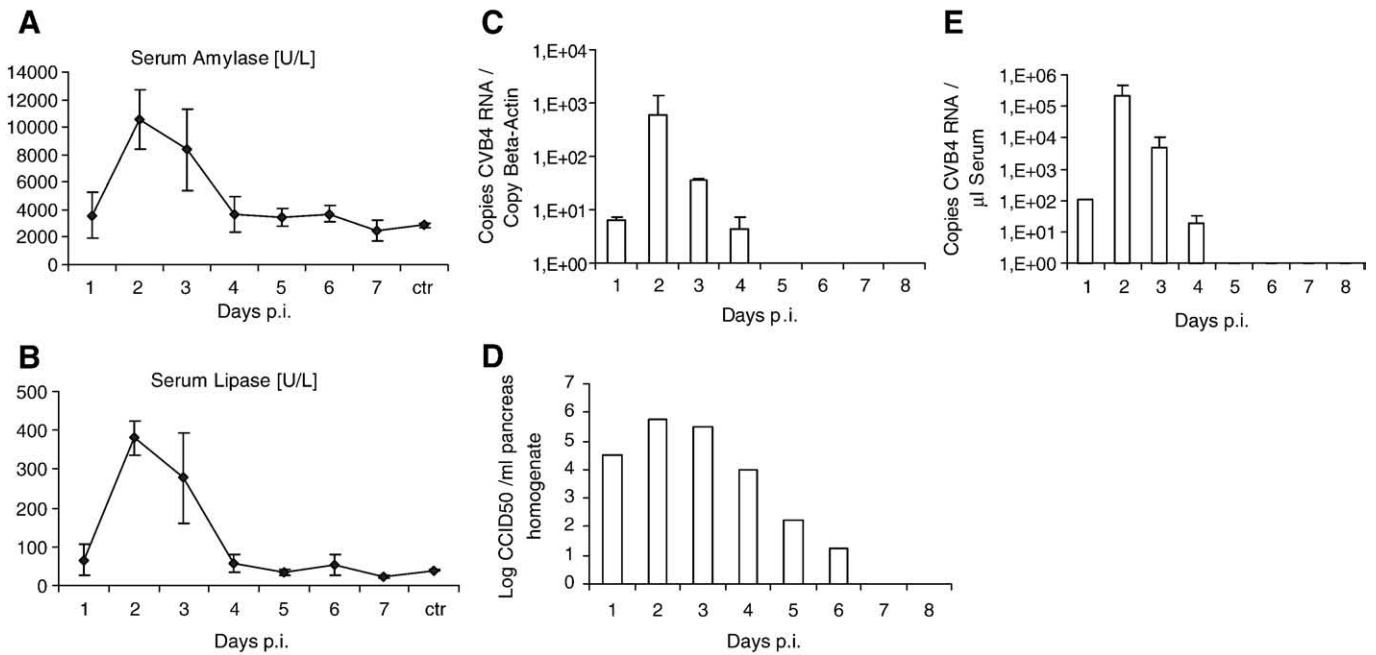 A
Serum Amylase [U/L]
14000
12000
10000
8000
6000
4000
2000
0
1 2 3 4 5 6 7 ctr
Days p.i.
B
Serum Lipase [U/L]
500
400
300
200
100
0
1 2 3 4 5 6 7 ctr
Days p.i.
C
Copies CVB4 RNA /
Copy Beta-Actin
1,E+04
1,E+03
1,E+02
1,E+01
1,E+00
1 2 3 4 5 6 7 8
Days p.i.
D
Log CCID50 /ml pancreas
homogenate
7
6
5
4
3
2
1
0
1 2 3 4 5 6 7 8
Days p.i.
E
Copies CVB4 RNA /
µl Serum
1,E+06
1,E+05
1,E+04
1,E+03
1,E+02
1,E+01
1,E+00
1 2 3 4 5 6 7 8
Days p.i.